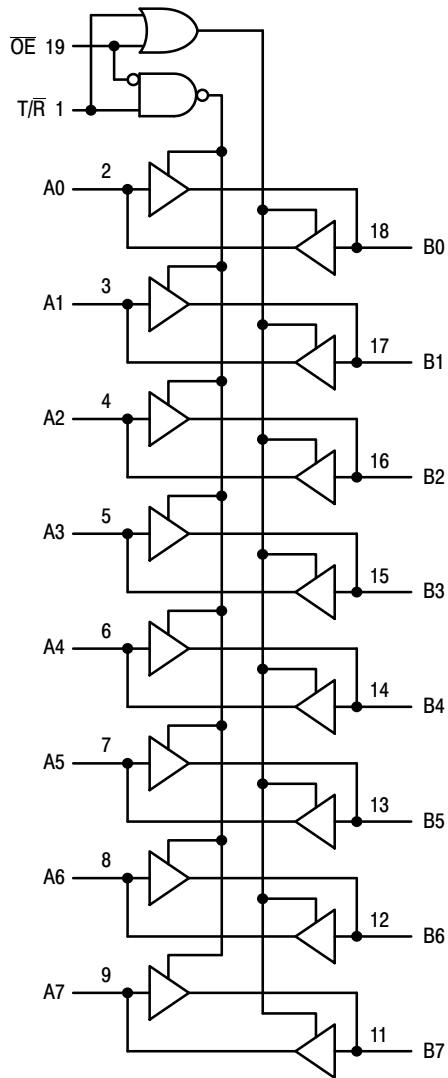 O̅E̅ 19
T/R̅ 1
A0 2
18 B0
A1 3
17 B1
A2 4
16 B2
A3 5
15 B3
A4 6
14 B4
A5 7
13 B5
A6 8
12 B6
A7 9
11 B7